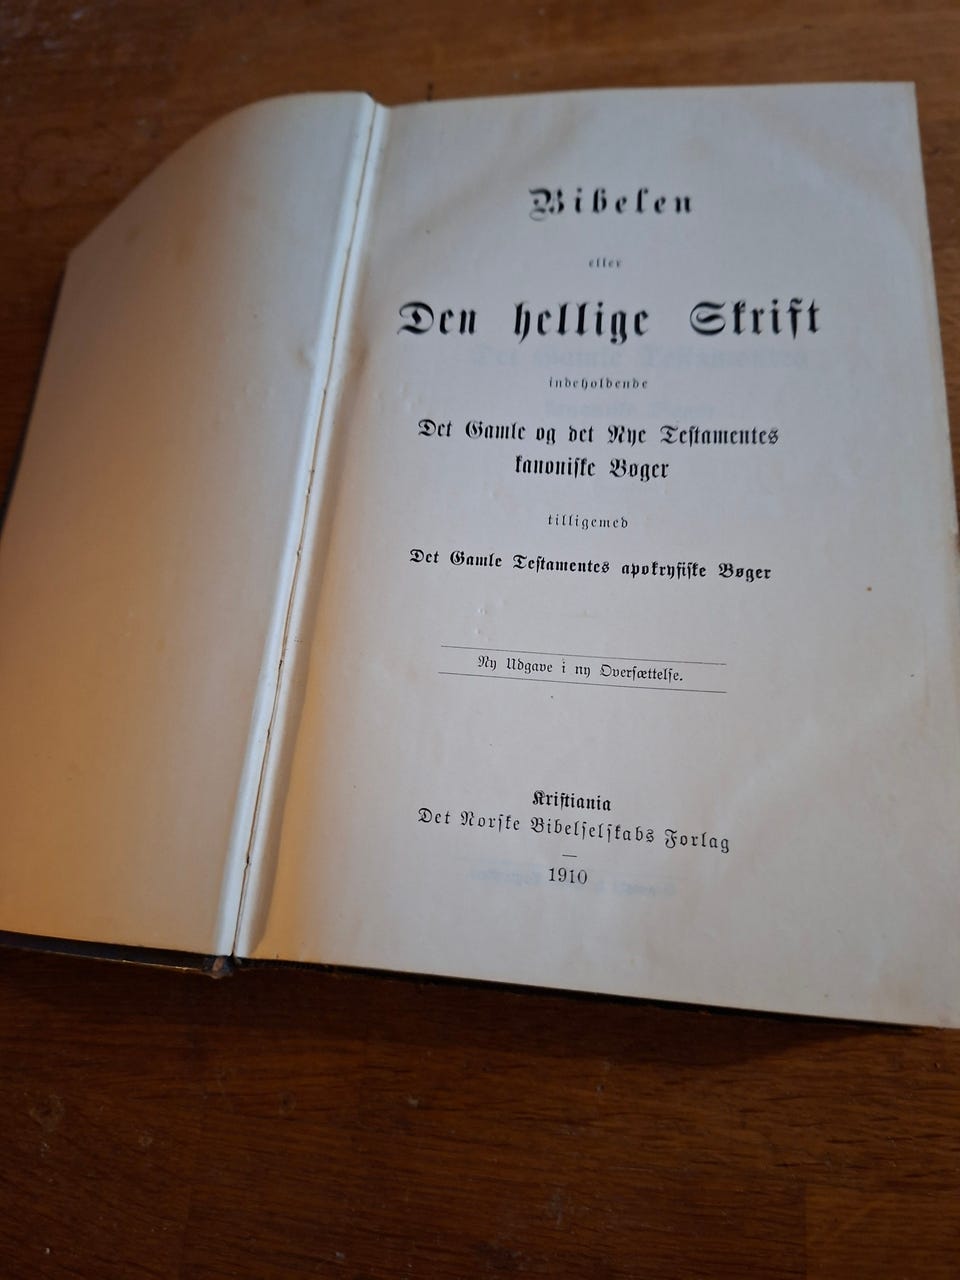 Bibelen
eller
Den hellige Skrift
indeholdende
Det Gamle og det Nye Testamentes
kanoniske Bøger
tilligemed
Det Gamle Testamentes apokryfiske Bøger
Ny Udgave i ny Oversættelse.
Kristiania
Det Norske Bibelselskabs Forlag
1910